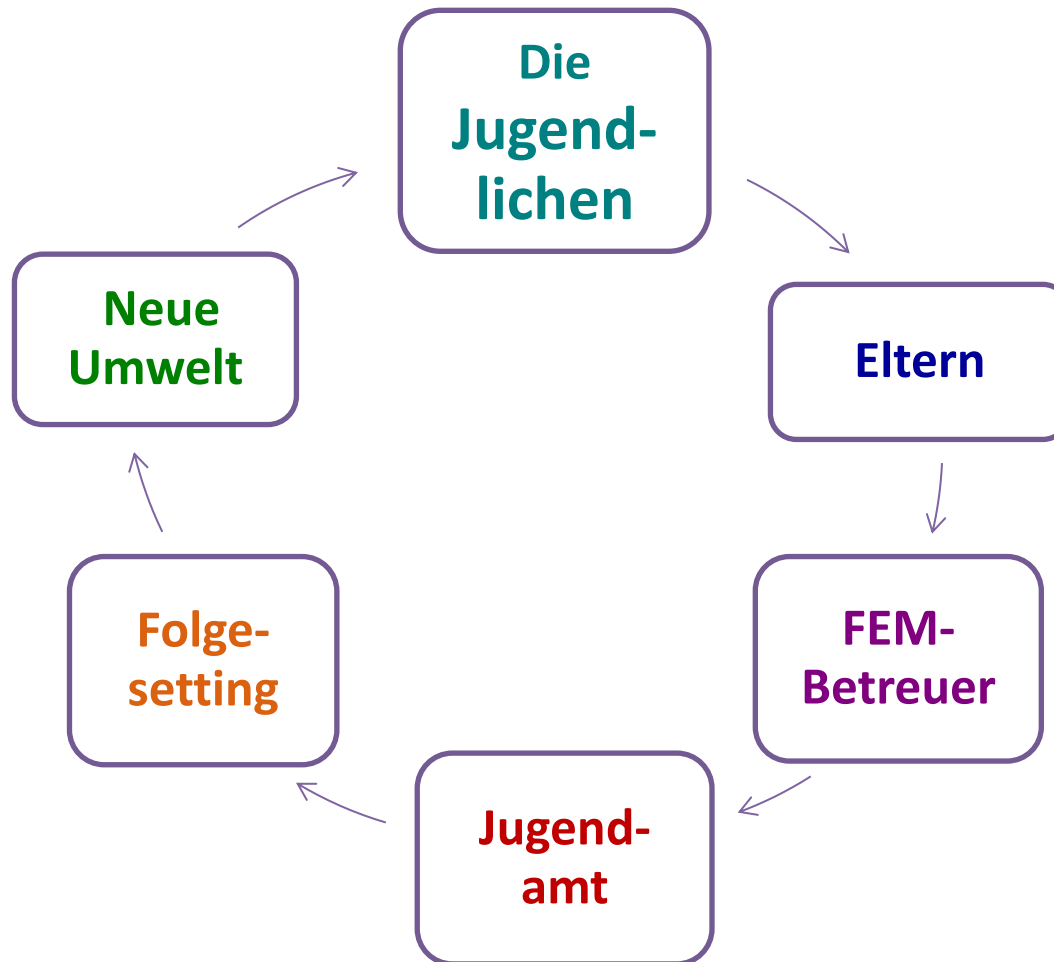 Die
Jugend-
lichen
Eltern
FEM-
Betreuer
Jugend-
amt
Folge-
setting
Neue
Umwelt